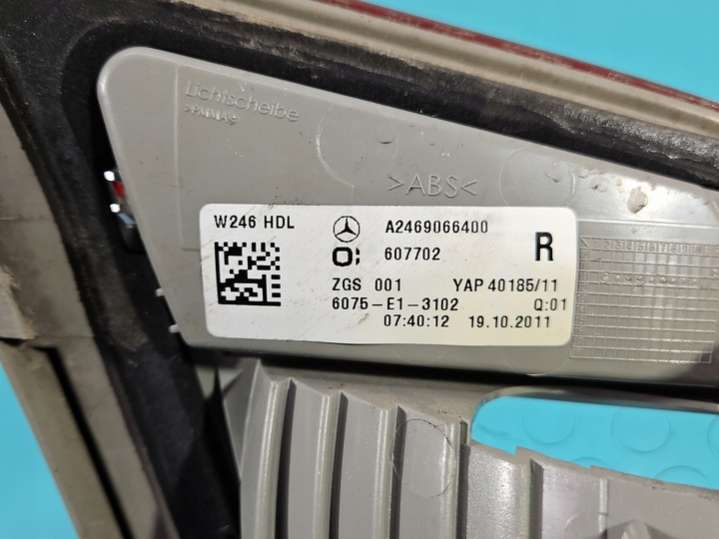 Lichtscheibe
>PMMA<
>ABS<
W246 HDL
A2469066400
607702
R
ZGS 001 YAP 40185/11
6075-E1-3102 Q:01
07:40:12 19.10.2011